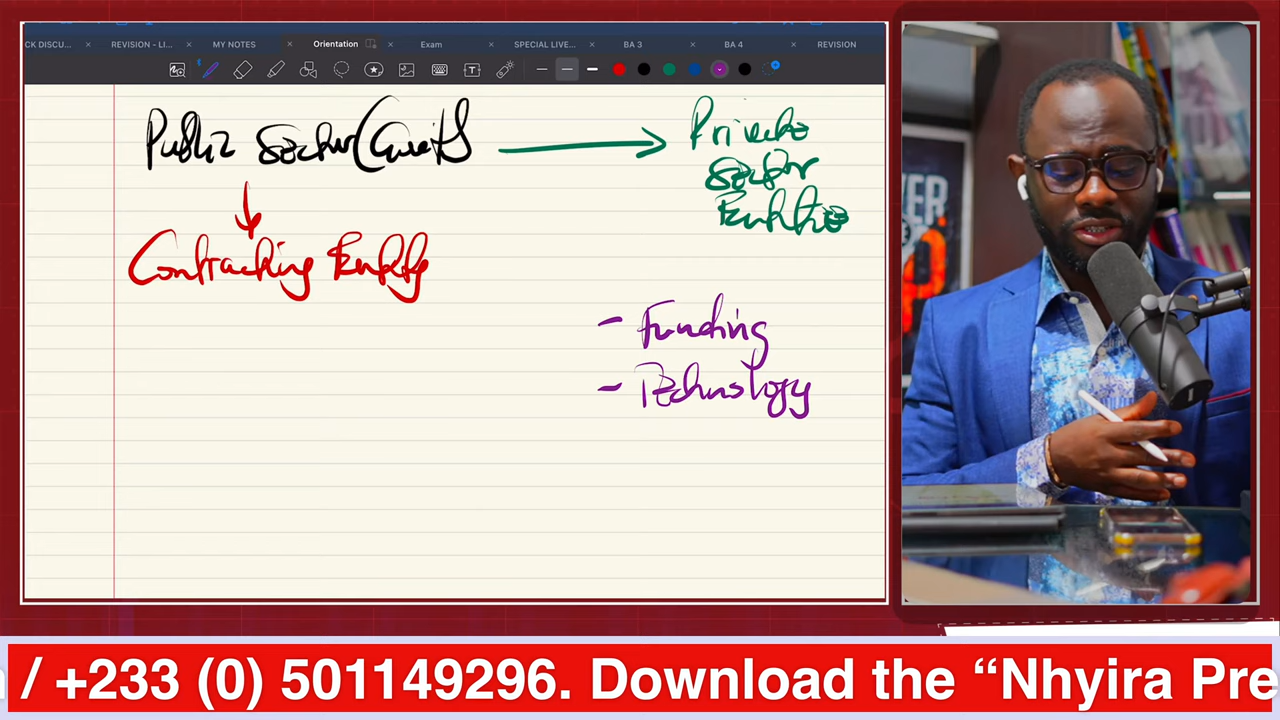 CK DISCU...
REVISION - LI...
MY NOTES
Orientation
Exam
SPECIAL LIVE...
BA 3
BA 4
REVISION
Public Sector (Gov't)
Private
Sector
Entities
Contracting Entity
- Funding
- Technology
/ +233 (0) 501149296. Download the “Nhyira Pre